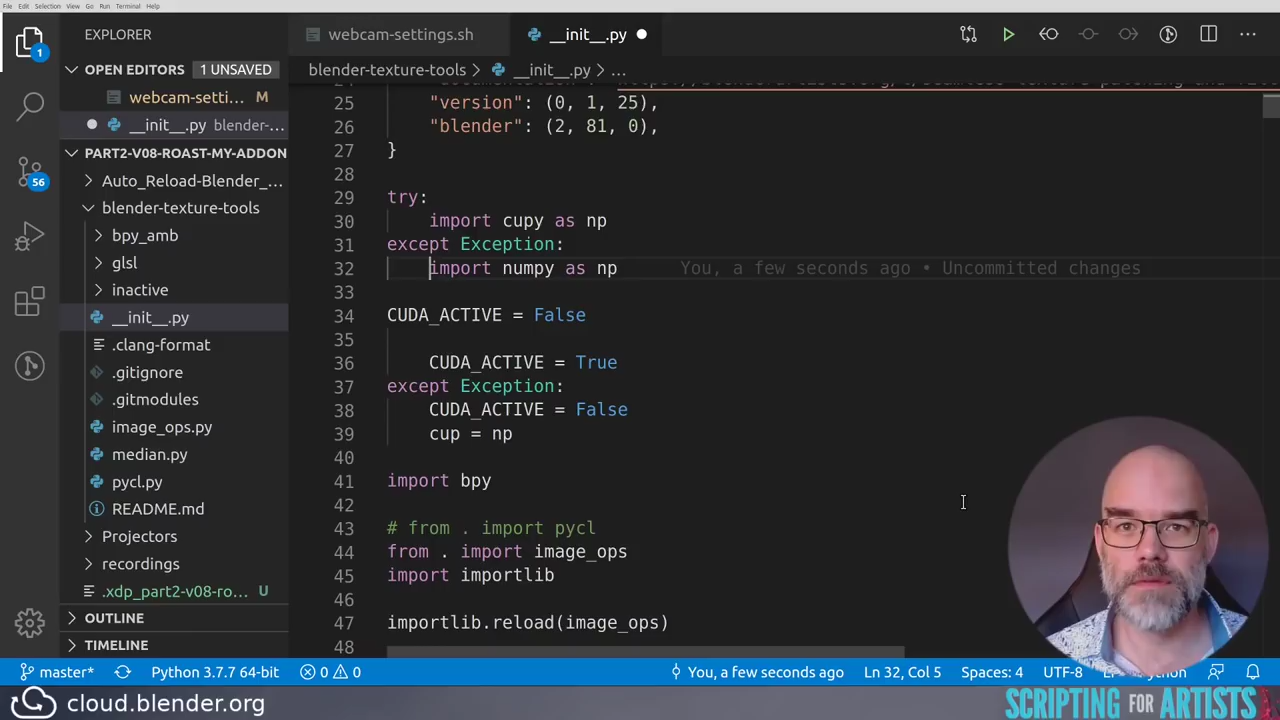 File Edit Selection View Go Run Terminal Help
EXPLORER
webcam-settings.sh
__init__.py
OPEN EDITORS 1 UNSAVED
webcam-setti... M
__init__.py blender-...
PART2-V08-ROAST-MY-ADDON
Auto_Reload-Blender_...
blender-texture-tools
bpy_amb
glsl
inactive
__init__.py
.clang-format
.gitignore
.gitmodules
image_ops.py
median.py
pycl.py
README.md
Projectors
recordings
.xdp_part2-v08-ro... U
OUTLINE
TIMELINE
1
56
blender-texture-tools > __init__.py > ...
25 "version": (0, 1, 25),
26 "blender": (2, 81, 0),
27 }
28
29 try:
30 import cupy as np
31 except Exception:
32 import numpy as np You, a few seconds ago • Uncommitted changes
33
34 CUDA_ACTIVE = False
35
36 CUDA_ACTIVE = True
37 except Exception:
38 CUDA_ACTIVE = False
39 cup = np
40
41 import bpy
42
43 # from . import pycl
44 from . import image_ops
45 import importlib
46
47 importlib.reload(image_ops)
48
master* Python 3.7.7 64-bit 0 0 You, a few seconds ago Ln 32, Col 5 Spaces: 4 UTF-8
cloud.blender.org
SCRIPTING FOR ARTISTS